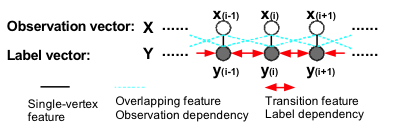 Observation vector: X ...... x(i-1) x(i) x(i+1) ......
Label vector: Y ...... ......
y(i-1) y(i) y(i+1)
Single-vertex feature
Overlapping feature
Observation dependency
Transition feature
Label dependency